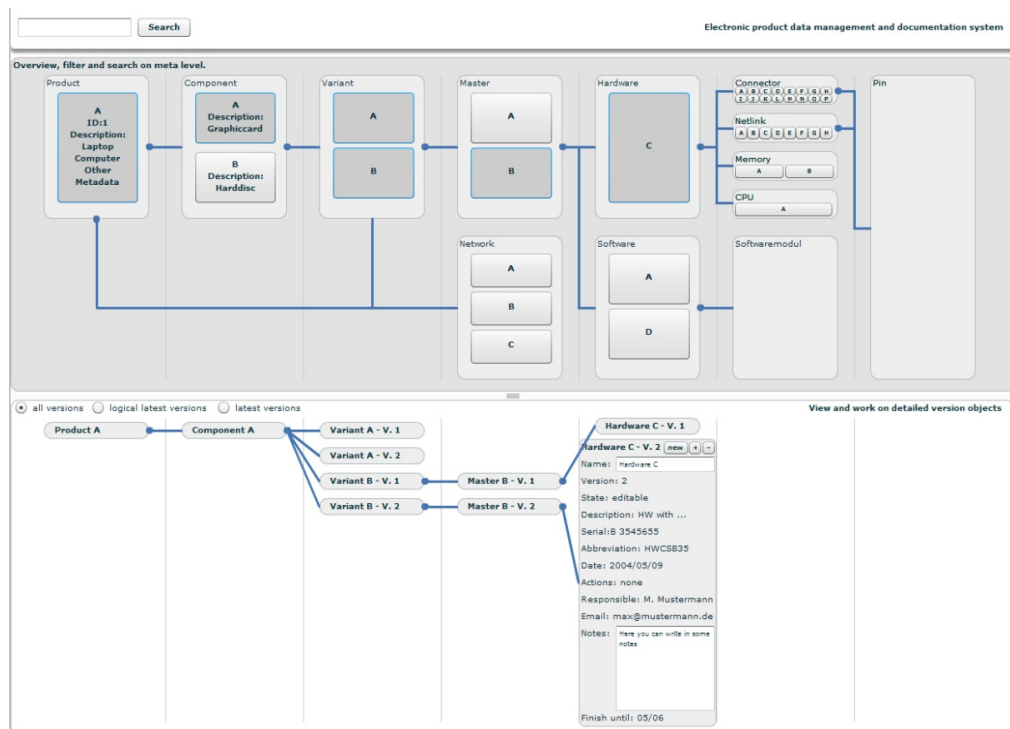 Search
Electronic product data management and documentation system
Overview, filter and search on meta level.
Product
A
ID:1
Description:
Laptop
Computer
Other
Metadata
Component
A
Description:
Graphiccard
B
Description:
Harddisc
Variant
A
B
Master
A
B
Hardware
C
Connector
A B C D E F G H
I J K L M N O P
Netlink
A B C D E F G H
Memory
A B
CPU
A
Pin
Network
A
B
C
Software
A
D
Softwaremodul
all versions logical latest versions latest versions
View and work on detailed version objects
Product A
Component A
Variant A - V. 1
Variant A - V. 2
Variant B - V. 1
Variant B - V. 2
Master B - V. 1
Master B - V. 2
Hardware C - V. 1
Hardware C - V. 2 new + -
Name: Hardware C
Version: 2
State: editable
Description: HW with ...
Serial:B 3545655
Abbreviation: HWCSB35
Date: 2004/05/09
Actions: none
Responsible: M. Mustermann
Email: max@mustermann.de
Notes: Here you can write in some
notes
Finish until: 05/06